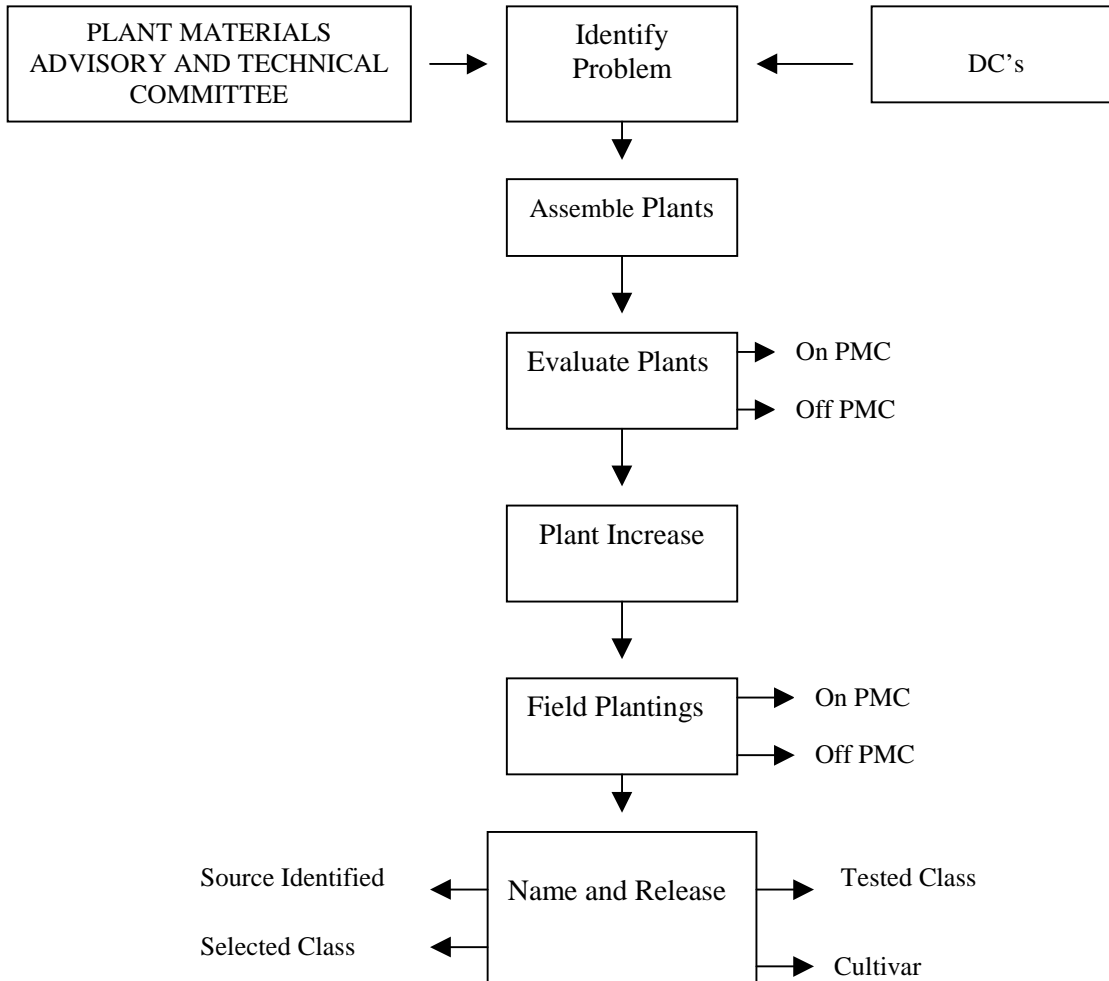 PLANT MATERIALS
ADVISORY AND TECHNICAL
COMMITTEE
Identify
Problem
DC’s
Assemble Plants
Evaluate Plants
On PMC
Off PMC
Plant Increase
Field Plantings
On PMC
Off PMC
Name and Release
Source Identified
Selected Class
Tested Class
Cultivar